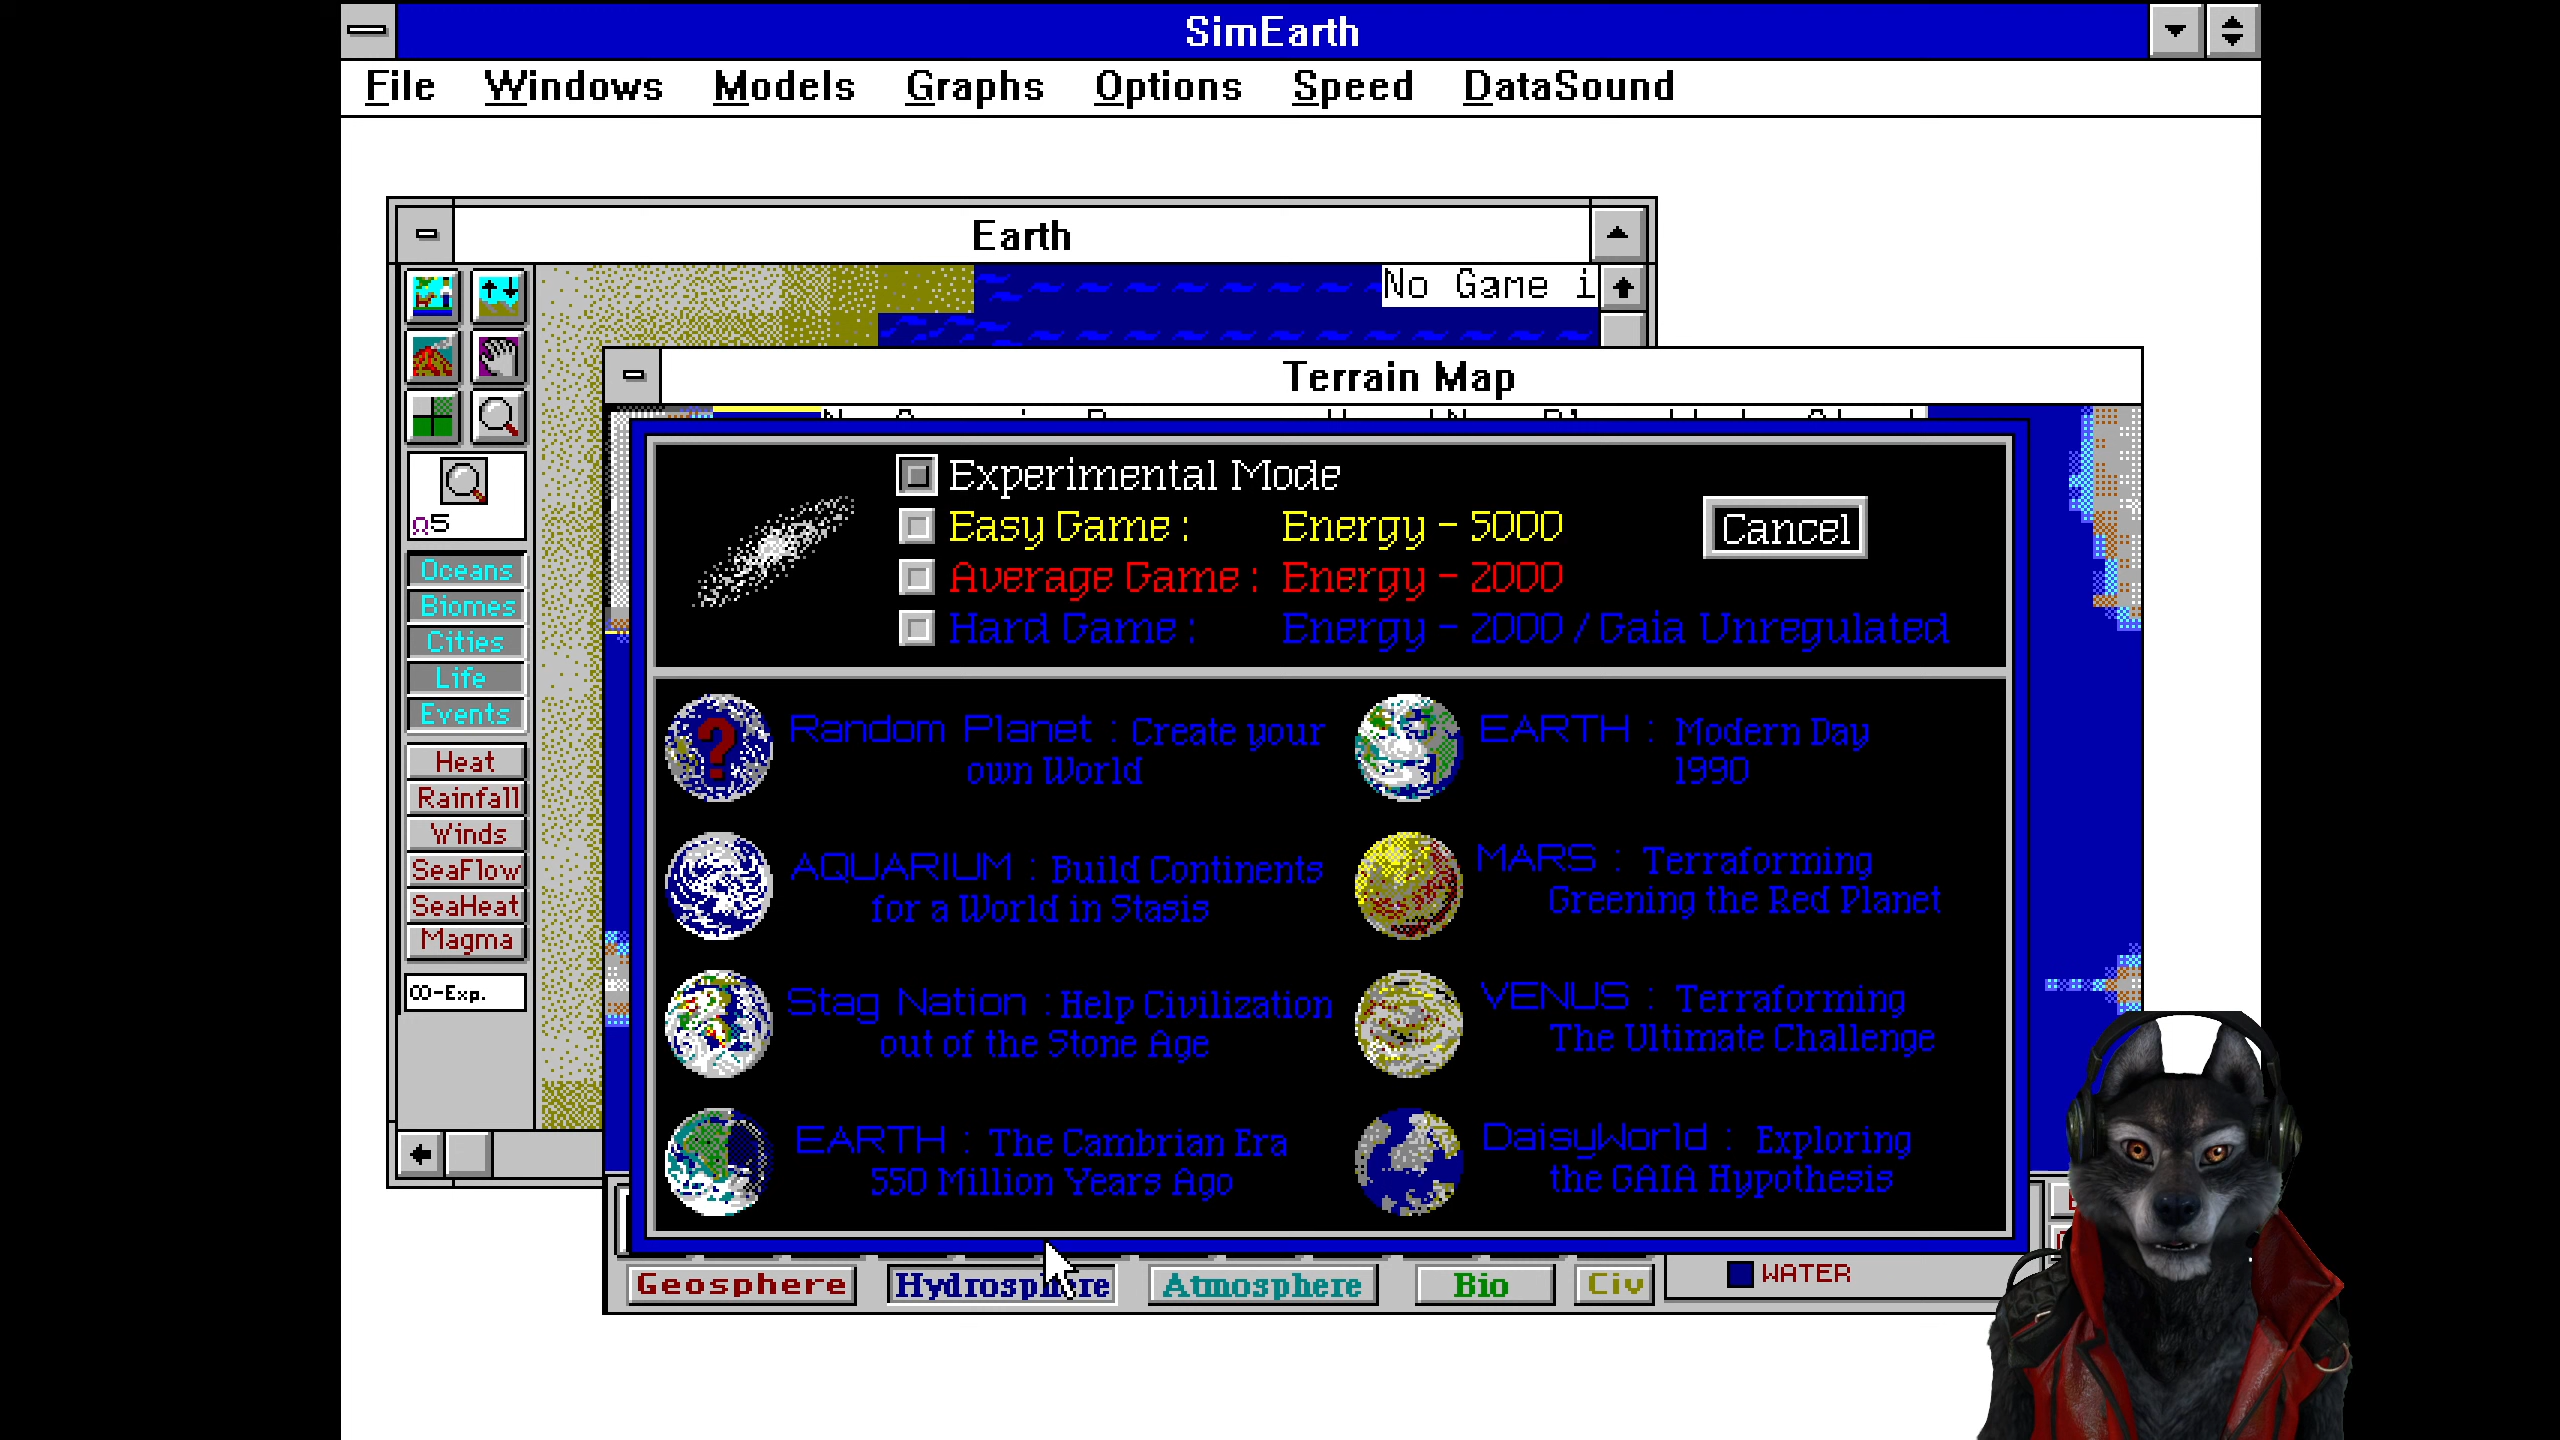 SimEarth
File Windows Models Graphs Options Speed DataSound
Earth
No Game i
Terrain Map
Ω5
Oceans
Biomes
Cities
Life
Events
Heat
Rainfall
Winds
SeaFlow
SeaHeat
Magma
∞-Exp.
Experimental Mode
Easy Game : Energy - 5000
Average Game : Energy - 2000
Hard Game : Energy - 2000 / Gaia Unregulated
Cancel
Random Planet : Create your
own World
EARTH : Modern Day
1990
AQUARIUM : Build Continents
for a World in Stasis
MARS : Terraforming
Greening the Red Planet
Stag Nation : Help Civilization
out of the Stone Age
VENUS : Terraforming
The Ultimate Challenge
EARTH : The Cambrian Era
550 Million Years Ago
DaisyWorld : Exploring
the GAIA Hypothesis
Geosphere Hydrosphere Atmosphere Bio Civ
WATER